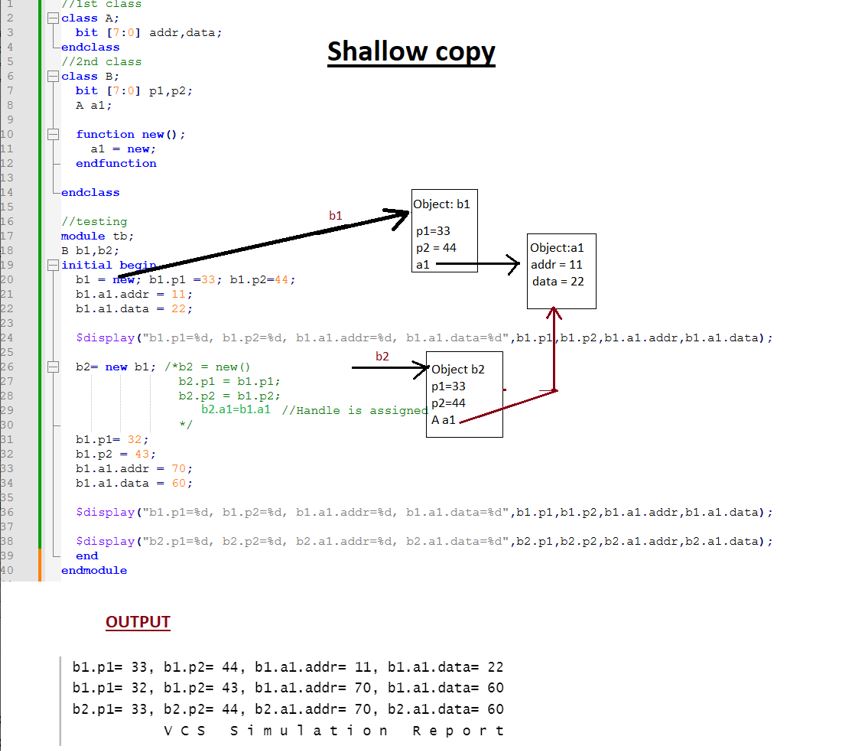 1 //1st class
2 class A;
3 bit [7:0] addr,data;
4 endclass
5 //2nd class
6 class B;
7 bit [7:0] p1,p2;
8 A a1;
9
10 function new();
11 a1 = new;
12 endfunction
13
14 endclass
15
16 //testing
17 module tb;
18 B b1,b2;
19 initial begin
20 b1 = new; b1.p1 =33; b1.p2=44;
21 b1.a1.addr = 11;
22 b1.a1.data = 22;
23
24 $display("b1.p1=%d, b1.p2=%d, b1.a1.addr=%d, b1.a1.data=%d",b1.p1,b1.p2,b1.a1.addr,b1.a1.data);
25
26 b2= new b1; /*b2 = new()
27 b2.p1 = b1.p1;
28 b2.p2 = b1.p2;
29 b2.a1=b1.a1 //Handle is assigned
30 */
31 b1.p1= 32;
32 b1.p2 = 43;
33 b1.a1.addr = 70;
34 b1.a1.data = 60;
35
36 $display("b1.p1=%d, b1.p2=%d, b1.a1.addr=%d, b1.a1.data=%d",b1.p1,b1.p2,b1.a1.addr,b1.a1.data);
37
38 $display("b2.p1=%d, b2.p2=%d, b2.a1.addr=%d, b2.a1.data=%d",b2.p1,b2.p2,b2.a1.addr,b2.a1.data);
39 end
40 endmodule
Shallow copy
b1
Object: b1
p1=33
p2 = 44
a1
Object:a1
addr = 11
data = 22
b2
Object b2
p1=33
p2=44
A a1
OUTPUT
b1.p1= 33, b1.p2= 44, b1.a1.addr= 11, b1.a1.data= 22
b1.p1= 32, b1.p2= 43, b1.a1.addr= 70, b1.a1.data= 60
b2.p1= 33, b2.p2= 44, b2.a1.addr= 70, b2.a1.data= 60
V C S S i m u l a t i o n R e p o r t